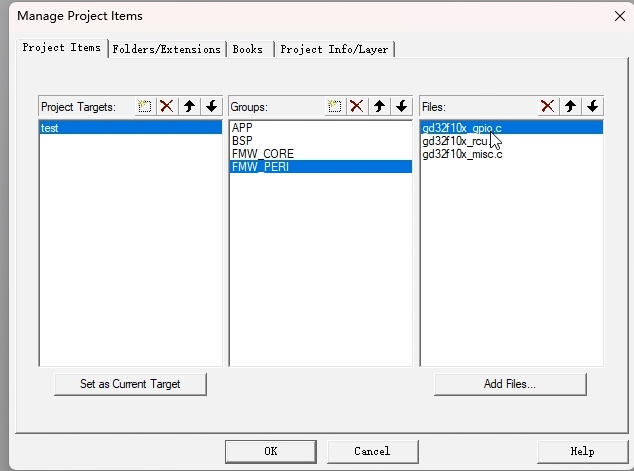 Manage Project Items
Project Items Folders/Extensions Books Project Info/Layer
Project Targets: Groups: Files:
test
APP
BSP
FMW_CORE
FMW_PERI
gd32f10x_gpio.c
gd32f10x_rcu.c
gd32f10x_misc.c
Set as Current Target Add Files...
OK Cancel Help